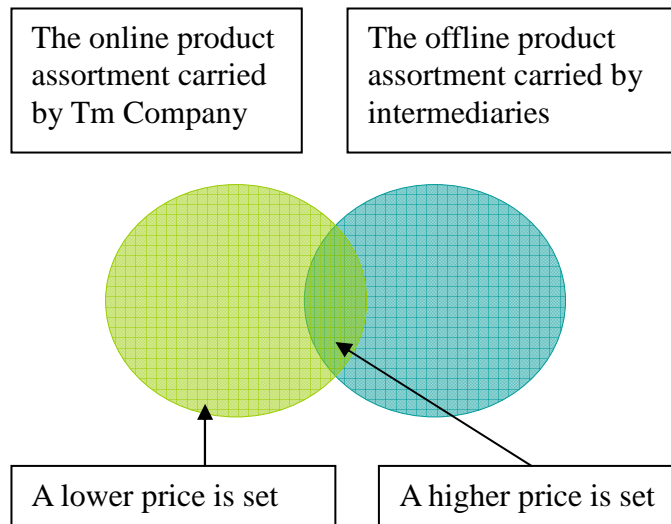 The online product
assortment carried
by Tm Company
The offline product
assortment carried by
intermediaries
A lower price is set
A higher price is set